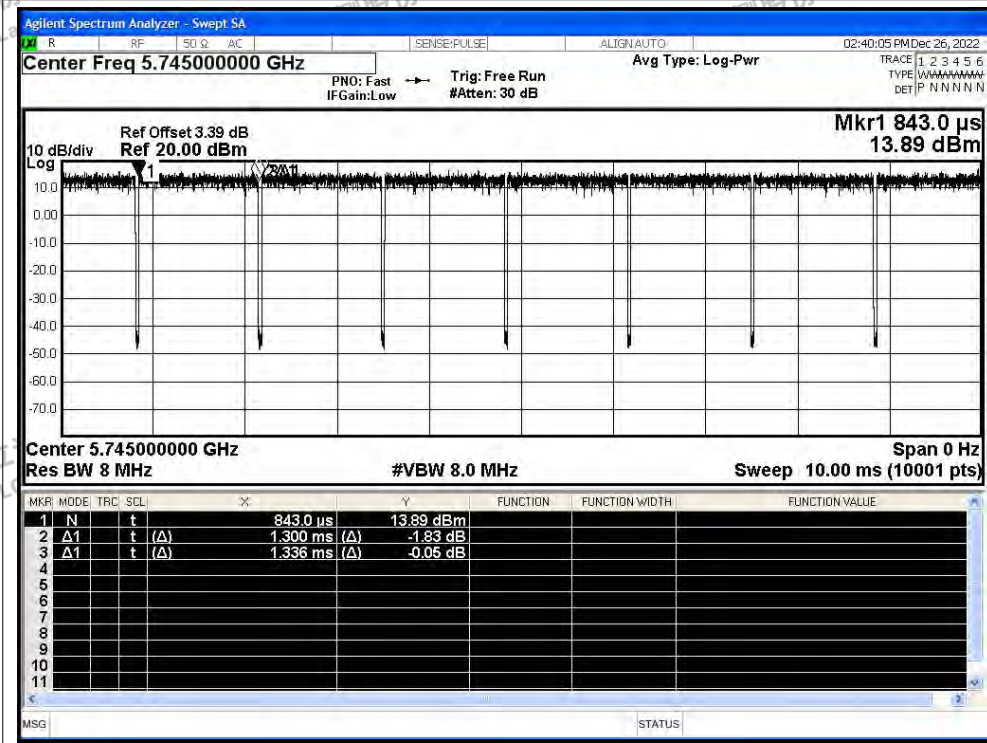 Agilent Spectrum Analyzer - Swept SA
LXI R RF 50 Ω AC SENSE:PULSE ALIGNAUTO 02:40:05 PM Dec 26, 2022
Center Freq 5.745000000 GHz Avg Type: Log-Pwr TRACE 1 2 3 4 5 6
PNO: Fast Trig: Free Run TYPE
IFGain:Low #Atten: 30 dB DET P N N N N N
Mkr1 843.0 µs
Ref Offset 3.39 dB
10 dB/div Ref 20.00 dBm 13.89 dBm
Log
1
10.0
0.00
-10.0
-20.0
-30.0
-40.0
-50.0
-60.0
-70.0
Center 5.745000000 GHz Span 0 Hz
Res BW 8 MHz #VBW 8.0 MHz Sweep 10.00 ms (10001 pts)
MKR MODE TRC SCL X Y FUNCTION FUNCTION WIDTH FUNCTION VALUE
1 N t 843.0 µs 13.89 dBm
2 Δ1 t (Δ) 1.300 ms (Δ) -1.83 dB
3 Δ1 t (Δ) 1.336 ms (Δ) -0.05 dB
4
5
6
7
8
9
10
11
MSG STATUS